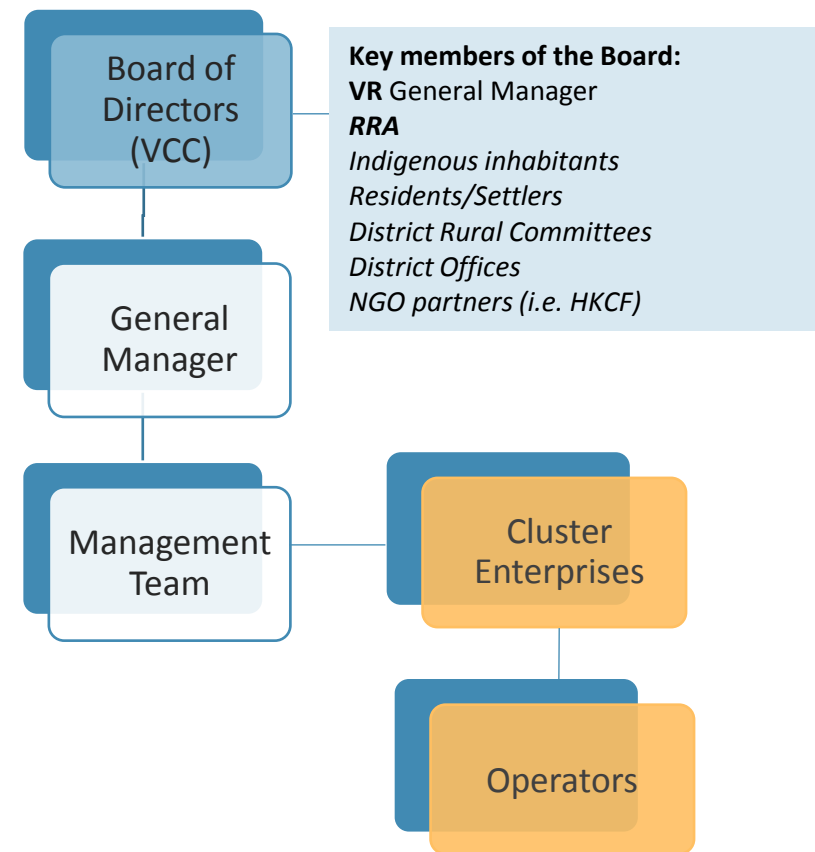 Board of
Directors
(VCC)
Key members of the Board:
VR General Manager
RRA
Indigenous inhabitants
Residents/Settlers
District Rural Committees
District Offices
NGO partners (i.e. HKCF)
General
Manager
Management
Team
Cluster
Enterprises
Operators